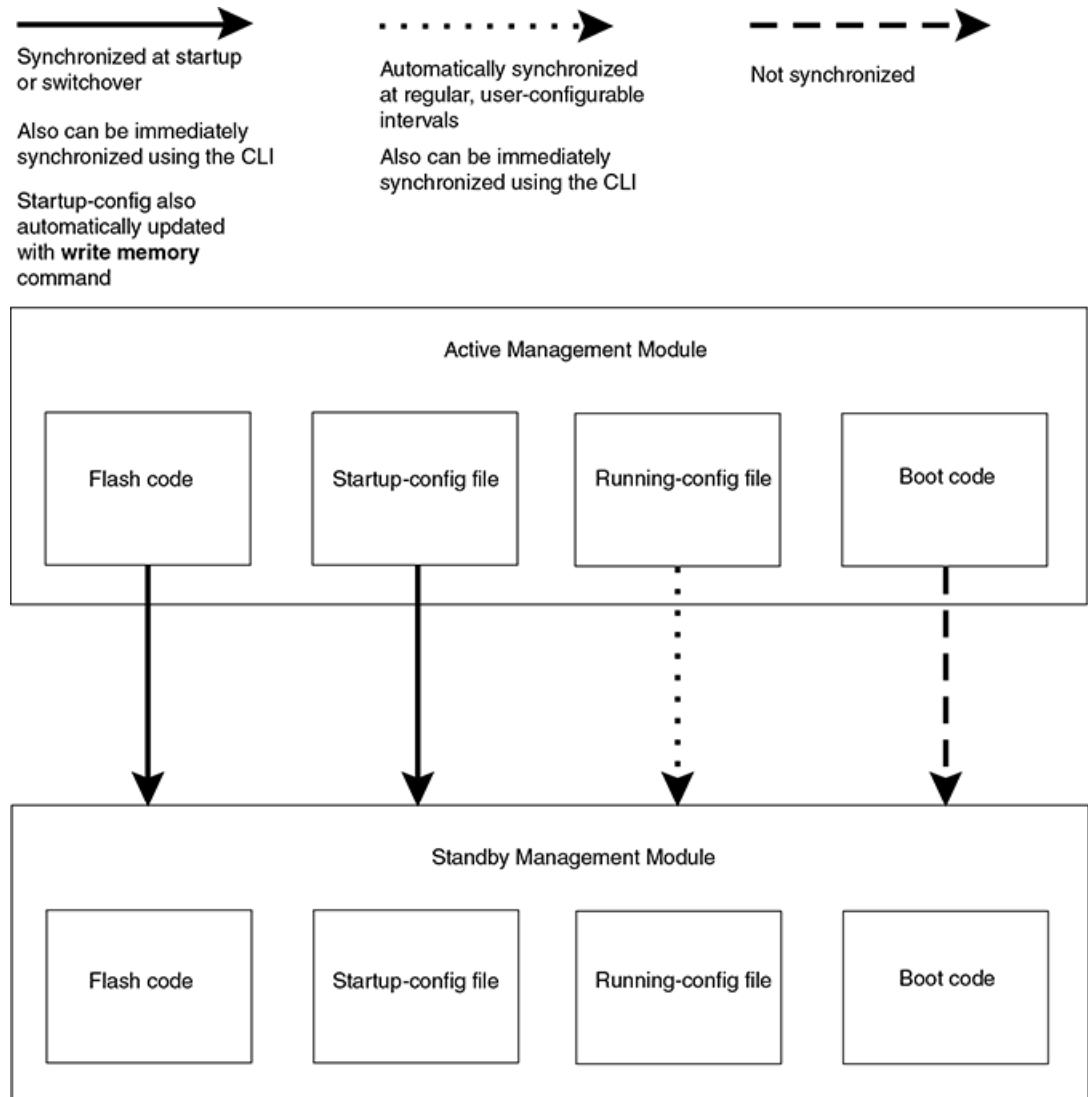 Synchronized at startup
or switchover
Also can be immediately
synchronized using the CLI
Startup-config also
automatically updated
with write memory
command
Automatically synchronized
at regular, user-configurable
intervals
Also can be immediately
synchronized using the CLI
Not synchronized
Active Management Module
Flash code
Startup-config file
Running-config file
Boot code
Standby Management Module
Flash code
Startup-config file
Running-config file
Boot code